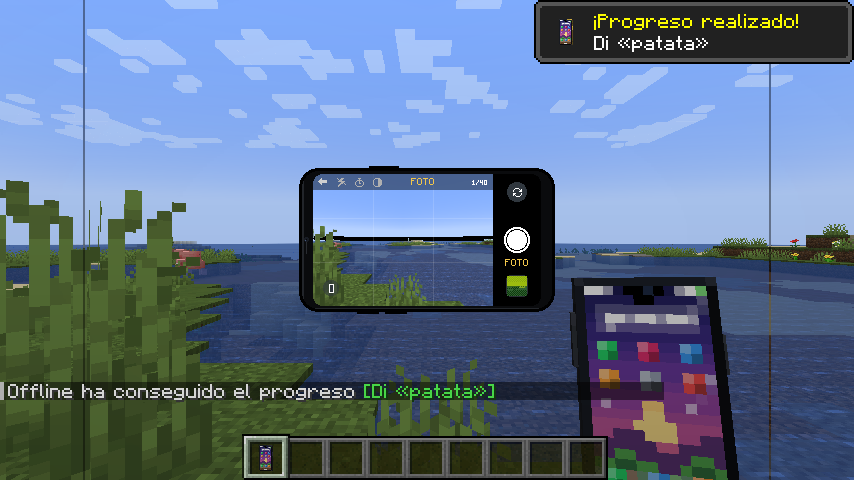 ¡Progreso realizado!
Di «patata»
FOTO
1/40
FOTO
Offline ha conseguido el progreso [Di «patata»]